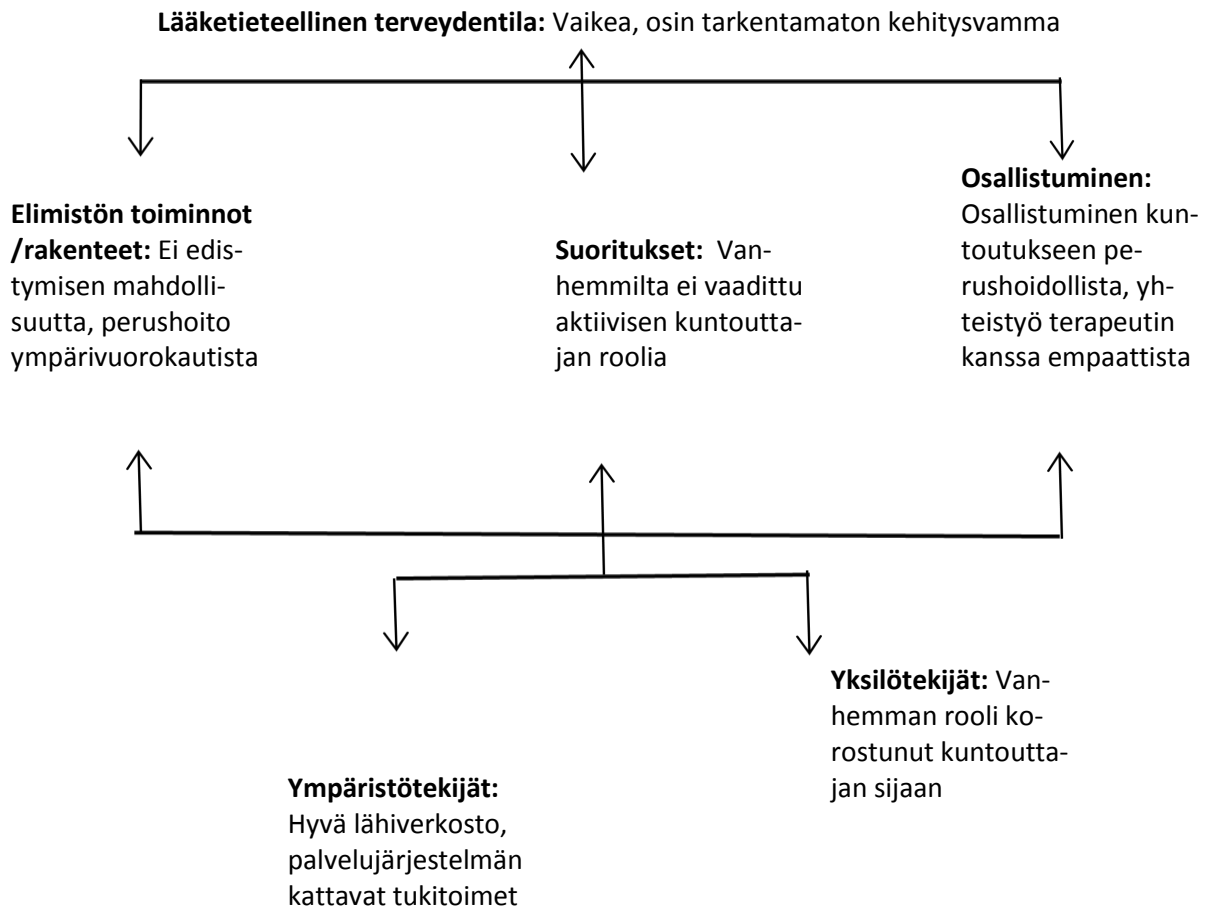 Lääketieteellinen terveydentila: Vaikea, osin tarkentamaton kehitysvamma
Elimistön toiminnot
/rakenteet: Ei edis-
tymisen mahdolli-
suutta, perushoito
ympärivuorokautista
Suoritukset: Van-
hemmilta ei vaadittu
aktiivisen kuntoutta-
jan roolia
Osallistuminen:
Osallistuminen kun-
toutukseen pe-
rushoidollista, yh-
teistyö terapeutin
kanssa empaattista
Ympäristötekijät:
Hyvä lähiverkosto,
palvelujärjestelmän
kattavat tukitoimet
Yksilötekijät: Van-
hemman rooli ko-
rostunut kuntoutta-
jan sijaan